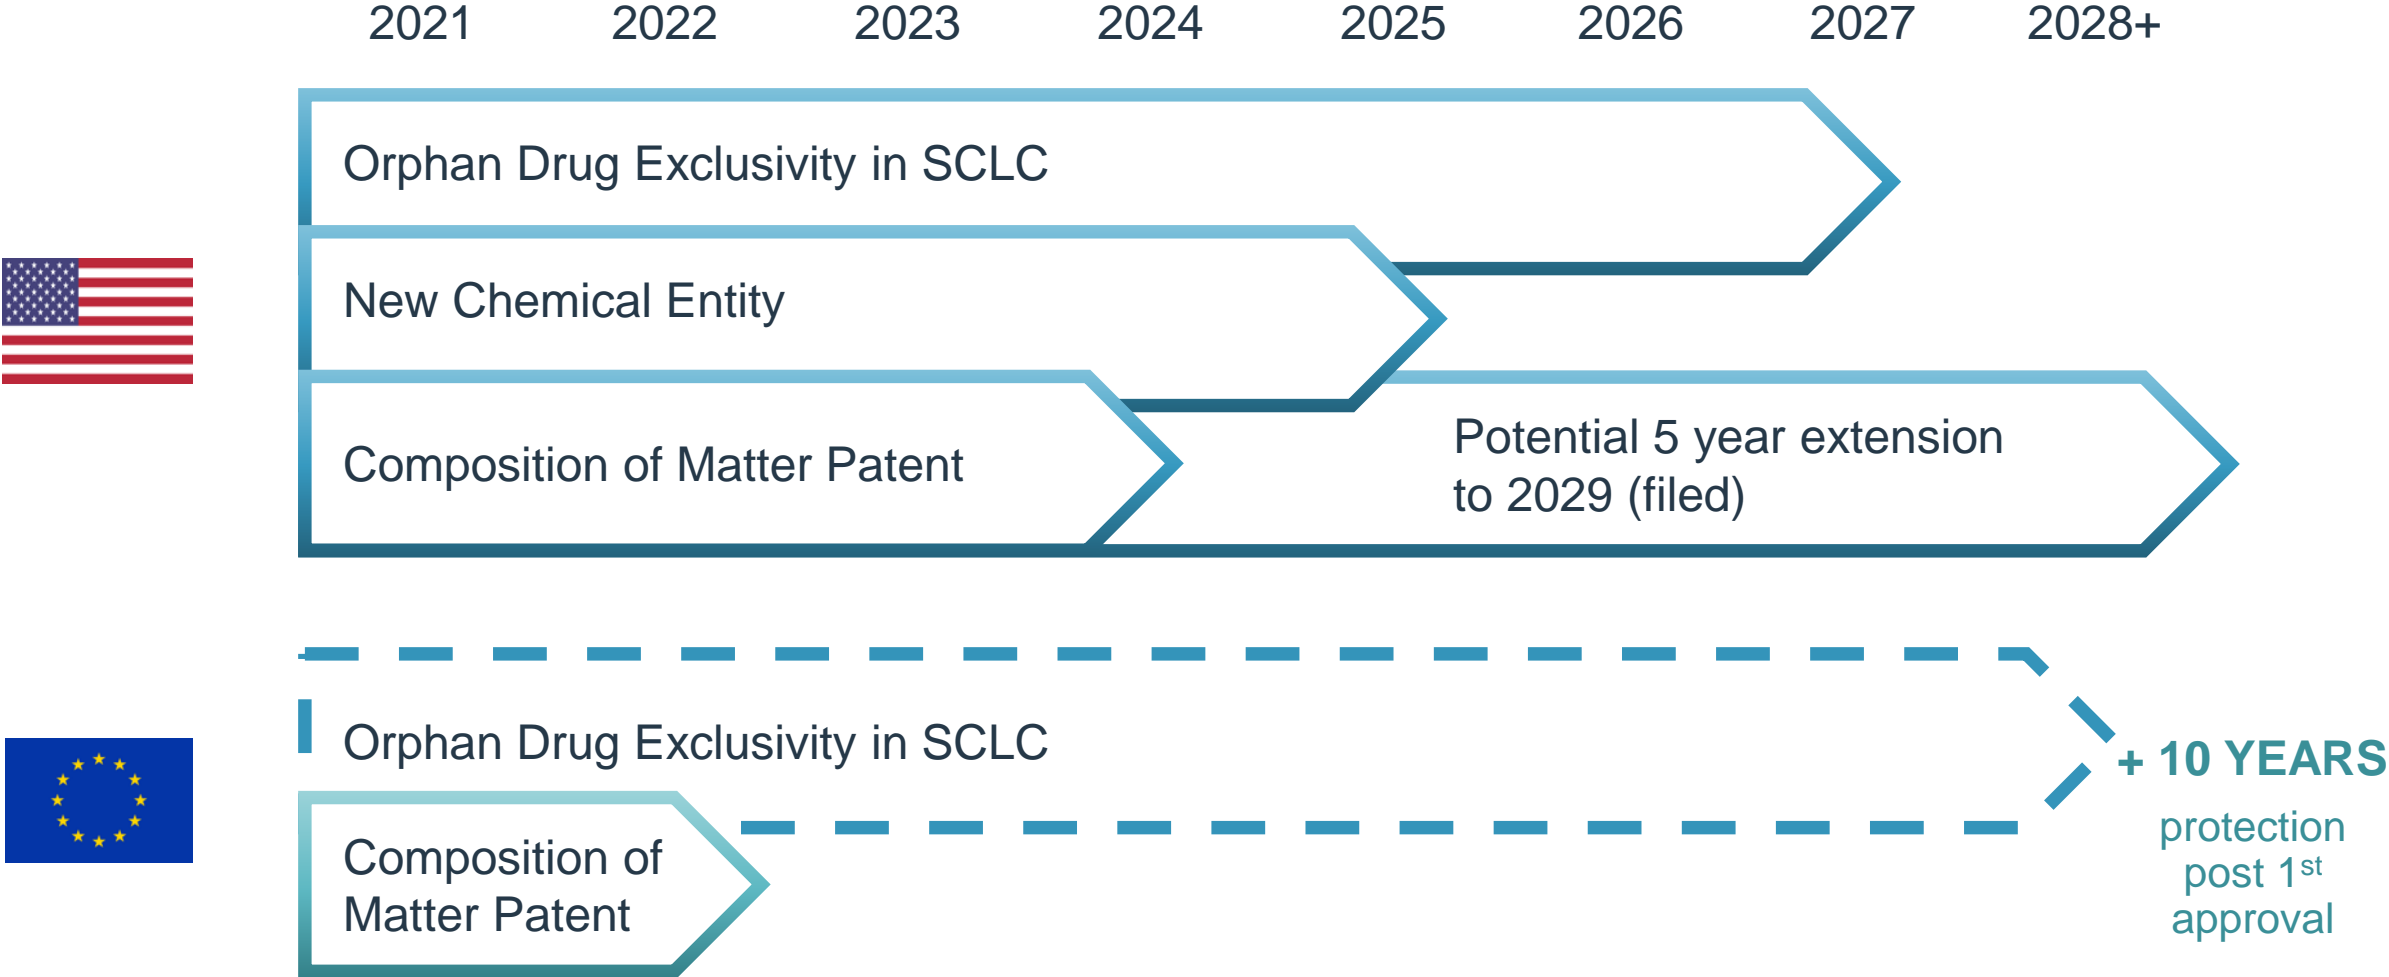 2021 2022 2023 2024 2025 2026 2027 2028+
Orphan Drug Exclusivity in SCLC
New Chemical Entity
Composition of Matter Patent
Potential 5 year extension
to 2029 (filed)
Orphan Drug Exclusivity in SCLC
+ 10 YEARS
protection
post 1st
approval
Composition of
Matter Patent